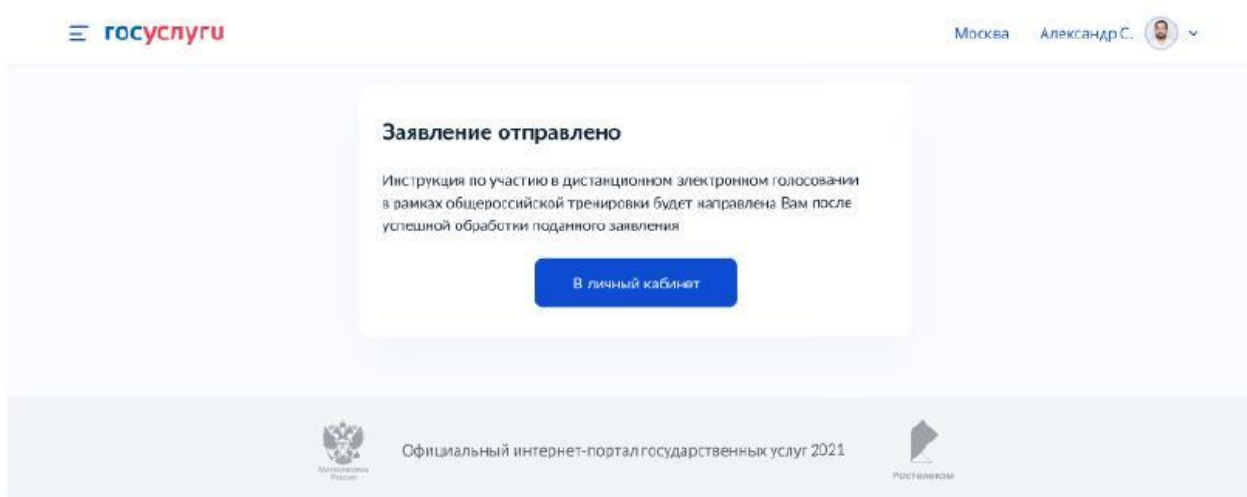 госуслуги
Москва
Александр С.
Заявление отправлено
Инструкция по участию в дистанционном электронном голосовании
в рамках общероссийской тренировки будет направлена Вам после
успешной обработки поданного заявления
В личный кабинет
Официальный интернет-портал государственных услуг 2021
Ростелеком